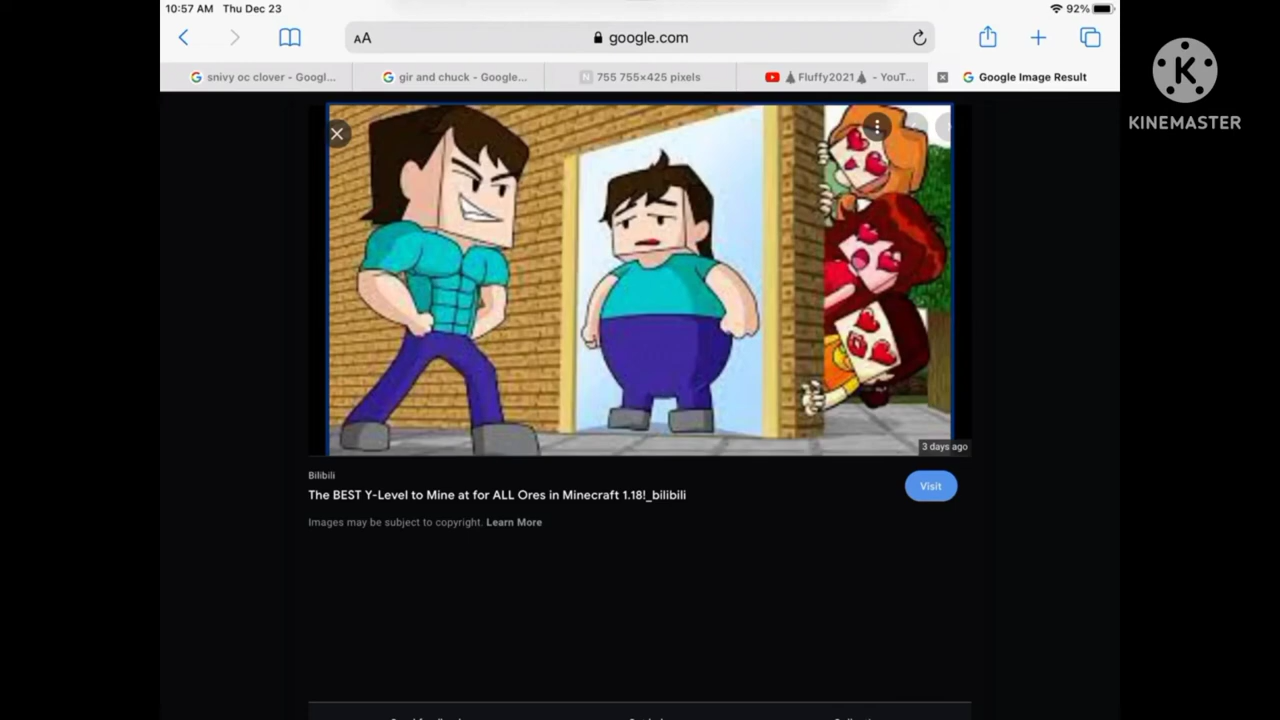 10:57 AM Thu Dec 23
92%
AA
google.com
snivy oc clover - Googl...
gir and chuck - Google...
N 755 755×425 pixels
🎄Fluffy2021🎄 - YouT...
Google Image Result
K
KINEMASTER
3 days ago
Bilibili
The BEST Y-Level to Mine at for ALL Ores in Minecraft 1.18!_bilibili
Visit
Images may be subject to copyright. Learn More